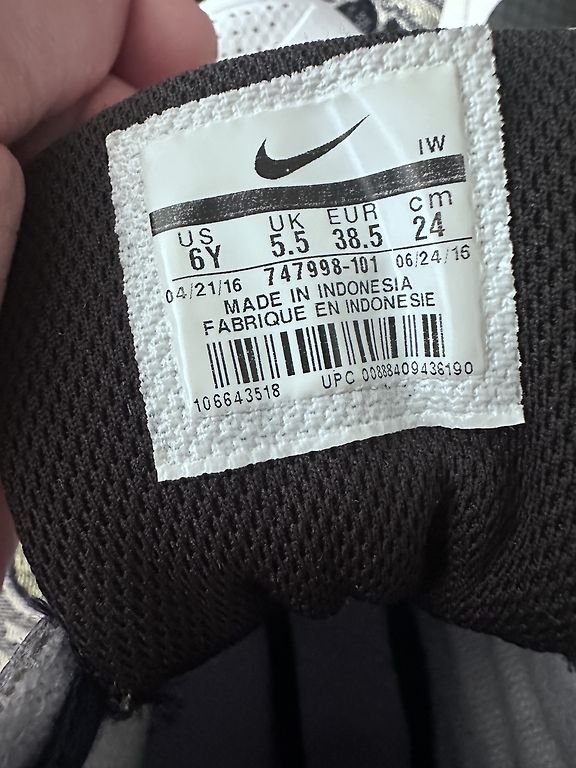 IW
US UK EUR cm
6Y 5.5 38.5 24
04/21/16 747998-101 06/24/16
MADE IN INDONESIA
FABRIQUE EN INDONESIE
106643518 UPC 00888409436190